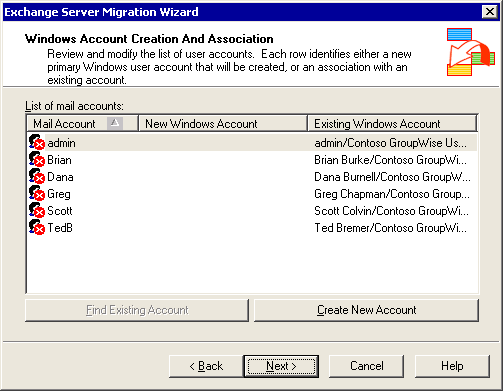 Exchange Server Migration Wizard
Windows Account Creation And Association
Review and modify the list of user accounts. Each row identifies either a new
primary Windows user account that will be created, or an association with an
existing account.
List of mail accounts:
Mail Account New Windows Account Existing Windows Account
admin admin/Contoso GroupWise Us...
Brian Brian Burke/Contoso GroupWi...
Dana Dana Burnell/Contoso GroupWi...
Greg Greg Chapman/Contoso GroupWi...
Scott Scott Colvin/Contoso GroupWi...
TedB Ted Bremer/Contoso GroupWi...
Find Existing Account Create New Account
< Back Next > Cancel Help